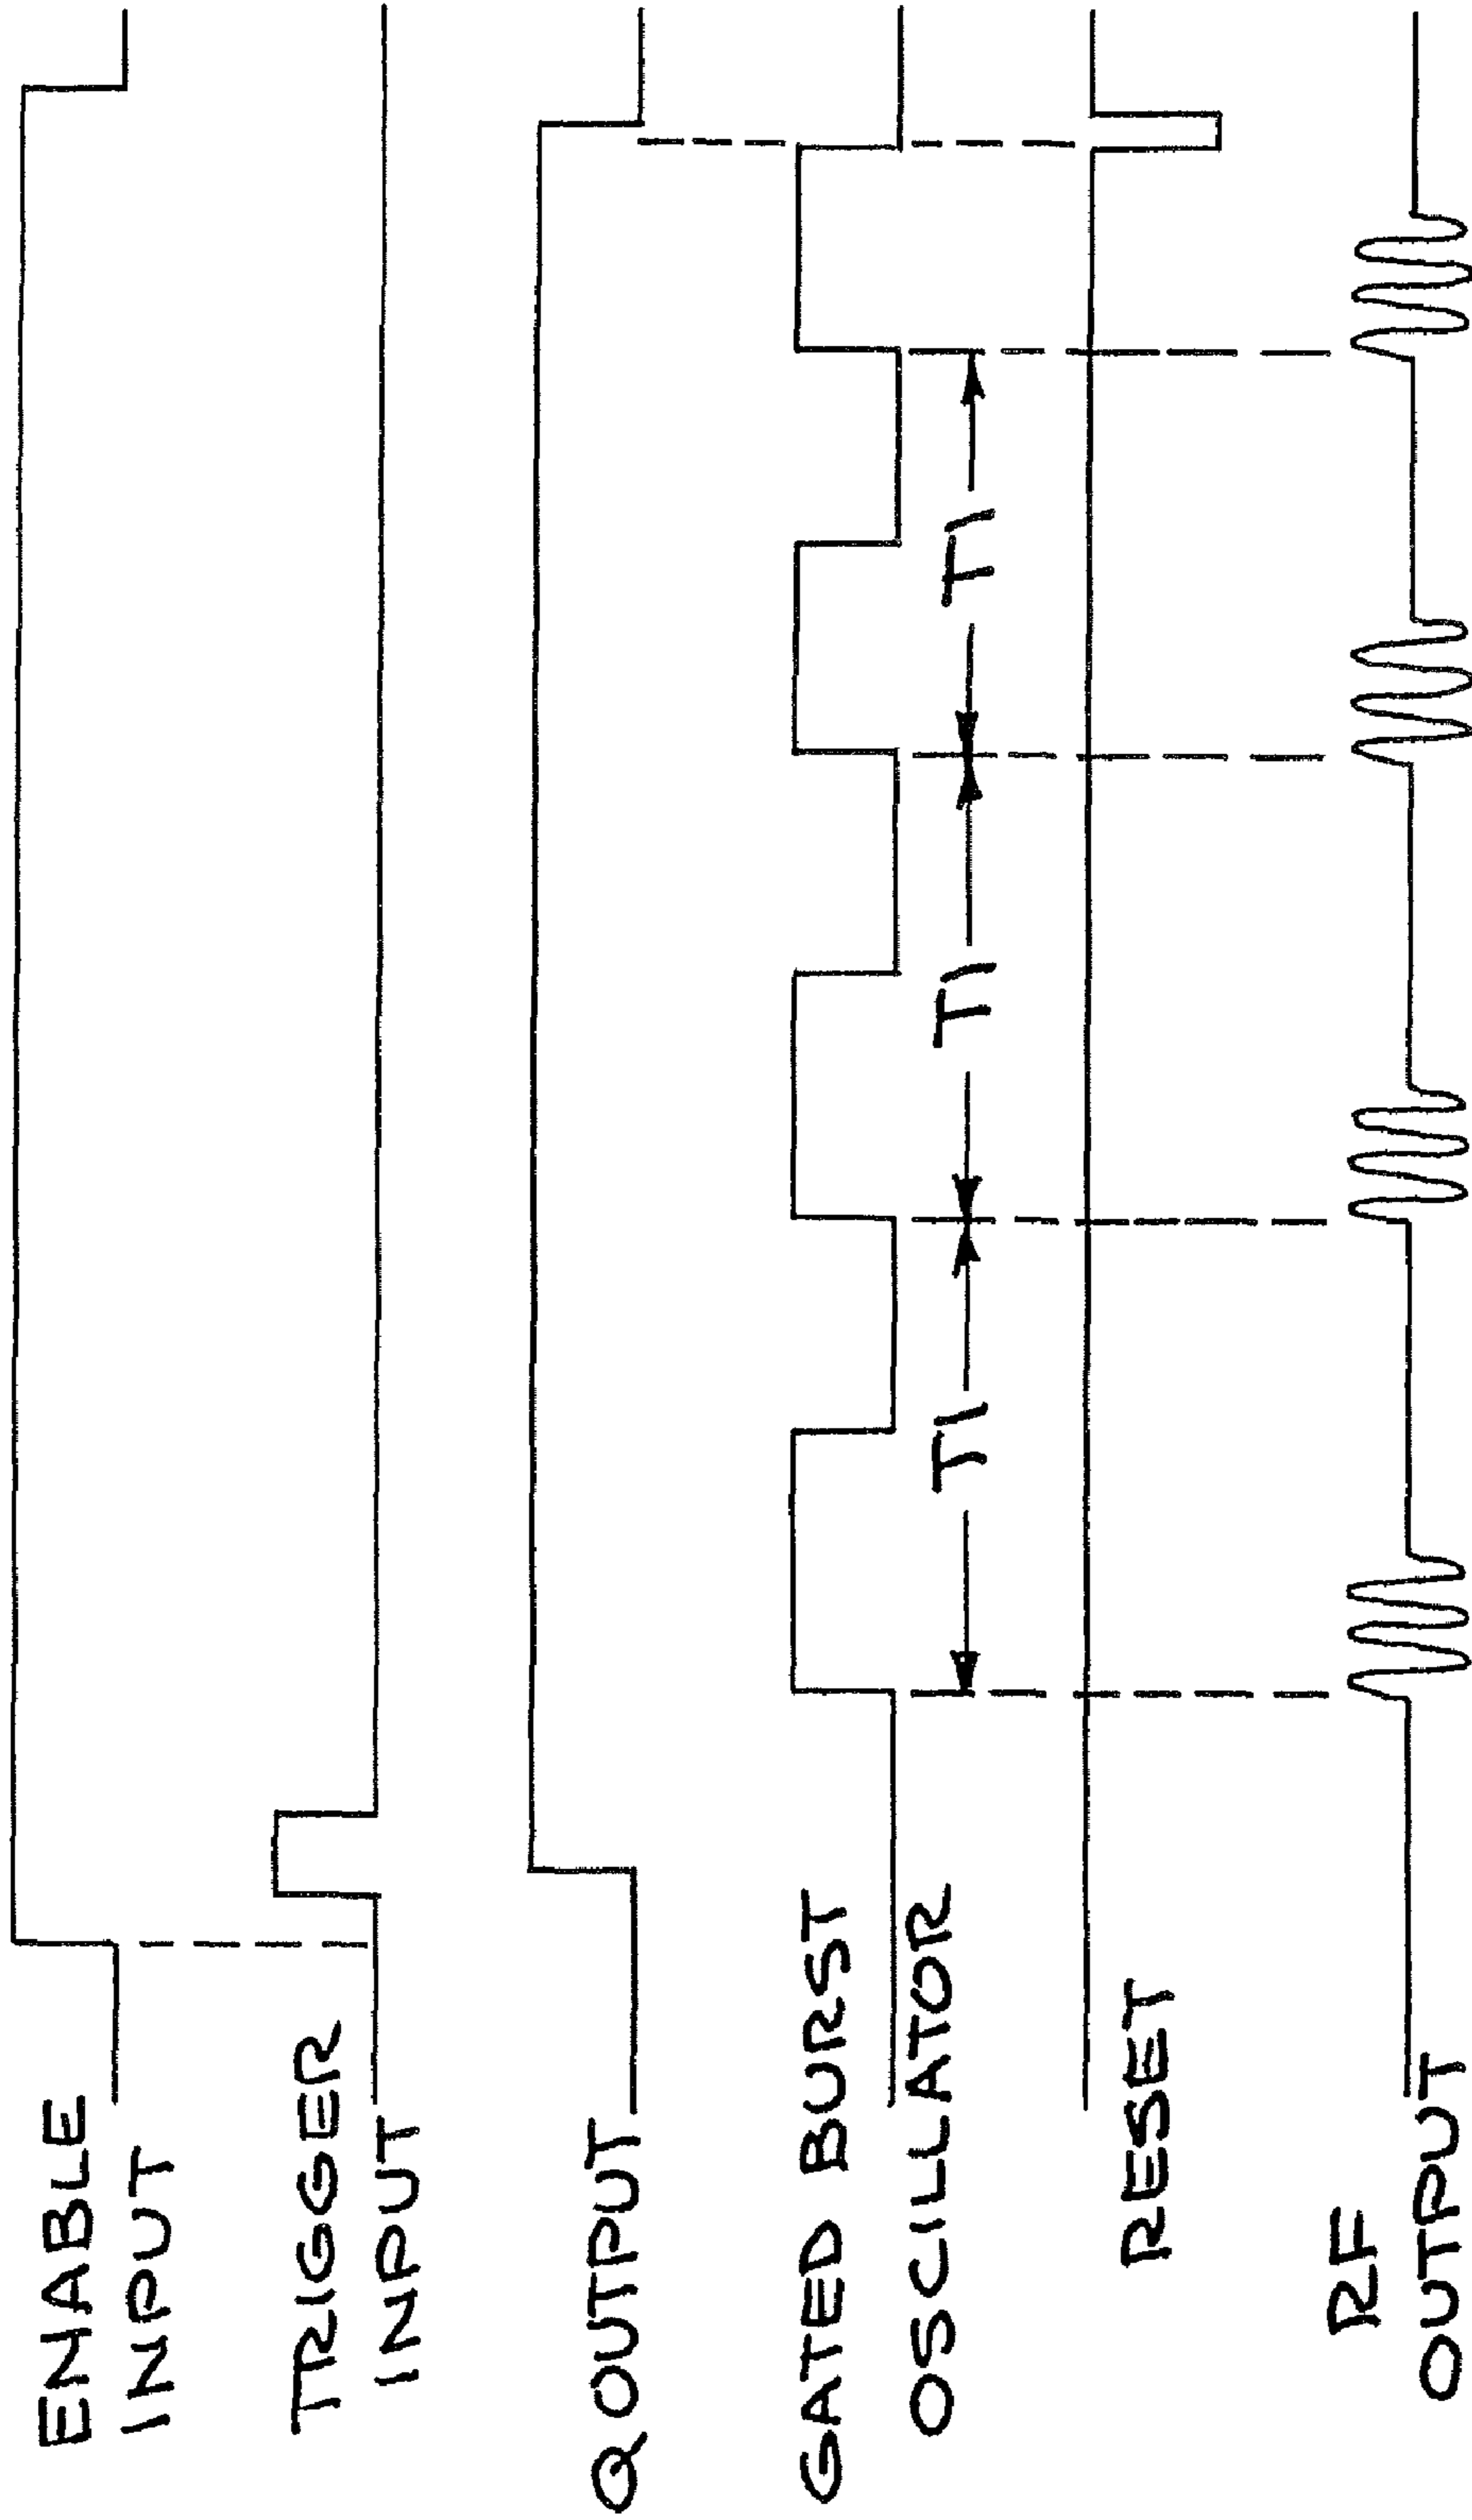 ENABLE
INPUT
TRIGGER
INPUT
Q OUTPUT
GATED BURST
OSCILLATOR
T1
T1
T1
RESET
RF
OUTPUT